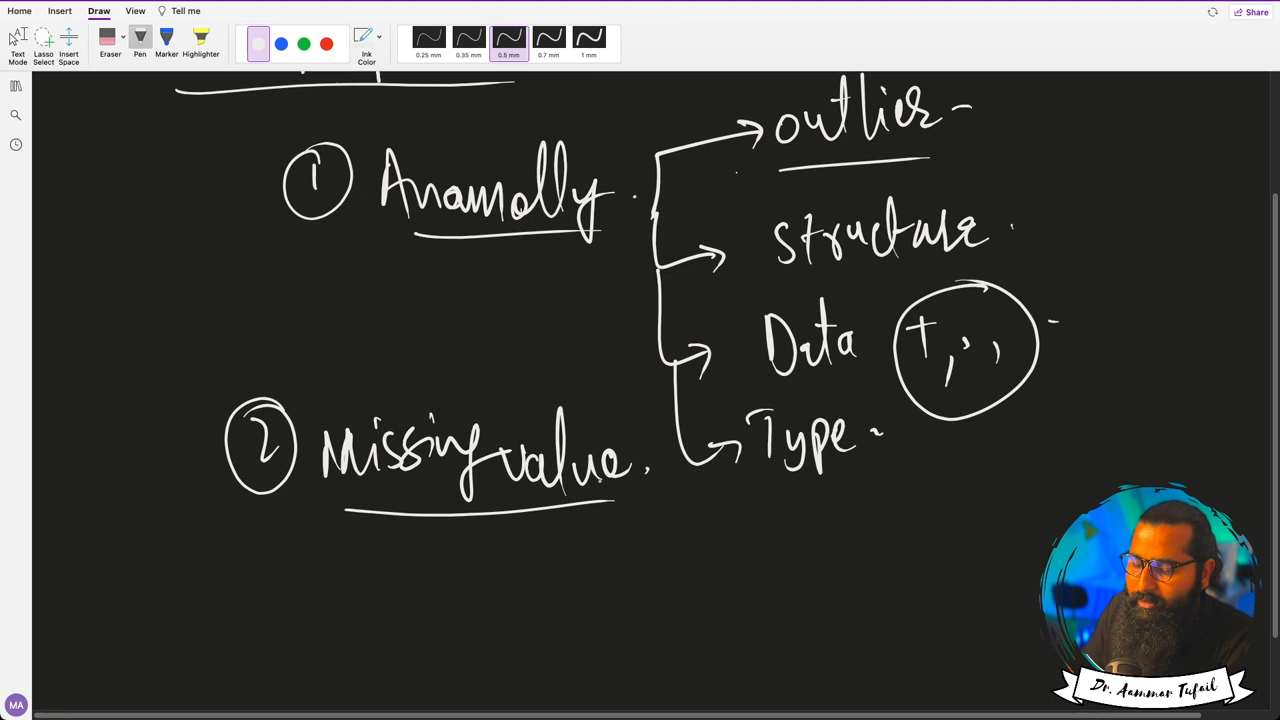 Home Insert Draw View Tell me
Share
Text Mode
Lasso Select
Insert Space
Eraser
Pen
Marker
Highlighter
Ink Color
0.25 mm
0.35 mm
0.5 mm
0.7 mm
1 mm
outlier -
1 Anamolly .
structure .
Data +, , , -
2 Missing value .
Type -
MA
Dr. Aammar Tufail